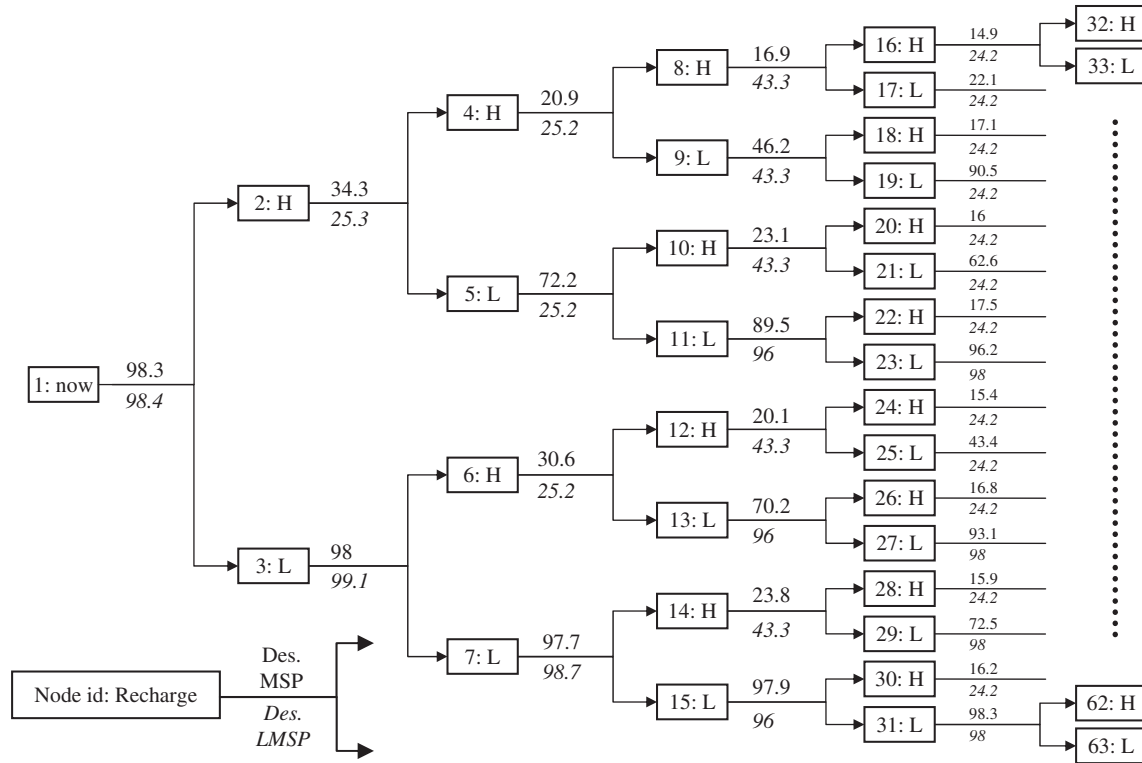 1: now
98.3
98.4
2: H
34.3
25.3
3: L
98
99.1
4: H
20.9
25.2
5: L
72.2
25.2
6: H
30.6
25.2
7: L
97.7
98.7
8: H
16.9
43.3
9: L
46.2
43.3
10: H
23.1
43.3
11: L
89.5
96
12: H
20.1
43.3
13: L
70.2
96
14: H
23.8
43.3
15: L
97.9
96
16: H
14.9
24.2
17: L
22.1
24.2
18: H
17.1
24.2
19: L
90.5
24.2
20: H
16
24.2
21: L
62.6
24.2
22: H
17.5
24.2
23: L
96.2
98
24: H
15.4
24.2
25: L
43.4
24.2
26: H
16.8
24.2
27: L
93.1
98
28: H
15.9
24.2
29: L
72.5
98
30: H
16.2
24.2
31: L
98.3
98
32: H
33: L
62: H
63: L
Node id: Recharge
Des.
MSP
Des.
LMSP